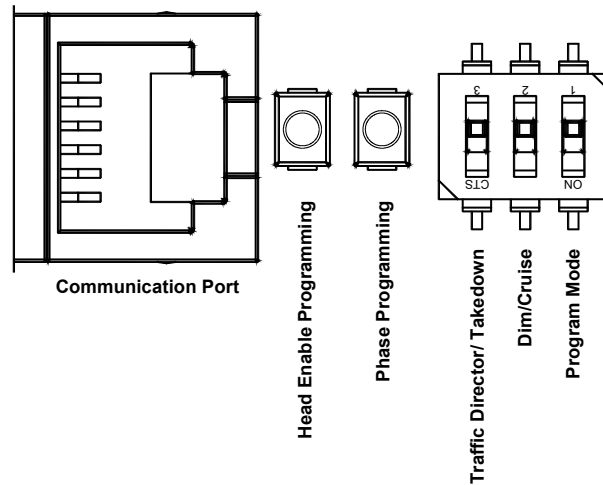 3 2 1
CTS ON
Communication Port
Head Enable Programming
Phase Programming
Traffic Director/ Takedown
Dim/Cruise
Program Mode